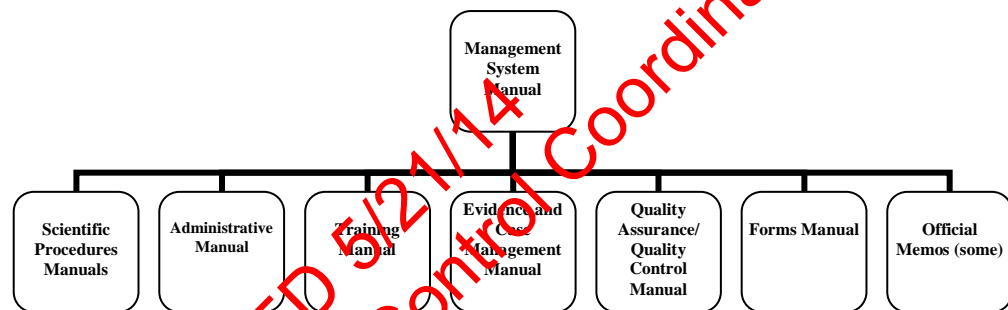 Management
System
Manual
Scientific
Procedures
Manuals
Administrative
Manual
Training
Manual
Evidence and
Case
Management
Manual
Quality
Assurance/
Quality
Control
Manual
Forms Manual
Official
Memos (some)
5/21/14
Control